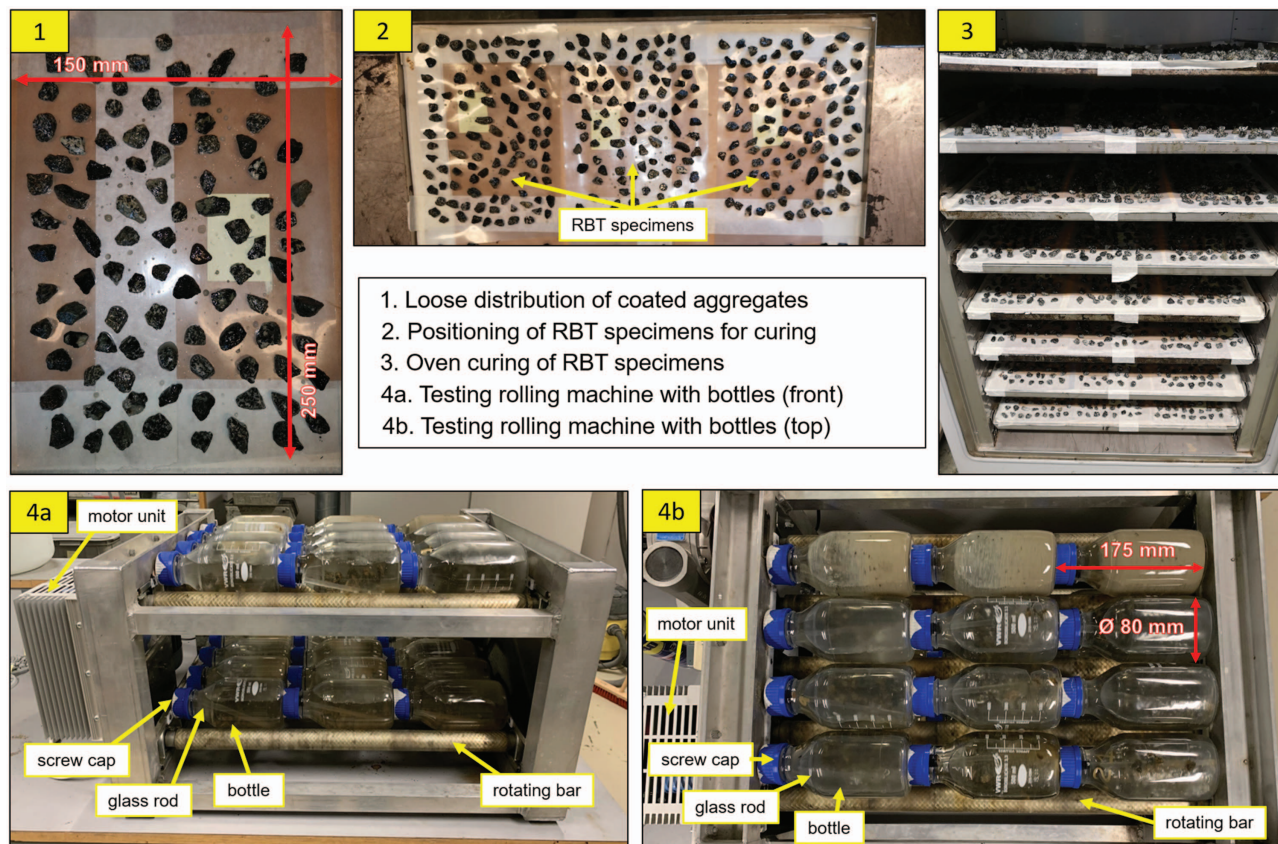 1
150 mm
250 mm
2
RBT specimens
3
1. Loose distribution of coated aggregates
2. Positioning of RBT specimens for curing
3. Oven curing of RBT specimens
4a. Testing rolling machine with bottles (front)
4b. Testing rolling machine with bottles (top)
4a
motor unit
screw cap
glass rod
bottle
rotating bar
4b
175 mm
Ø 80 mm
motor unit
screw cap
glass rod
bottle
rotating bar
VWR
VWR